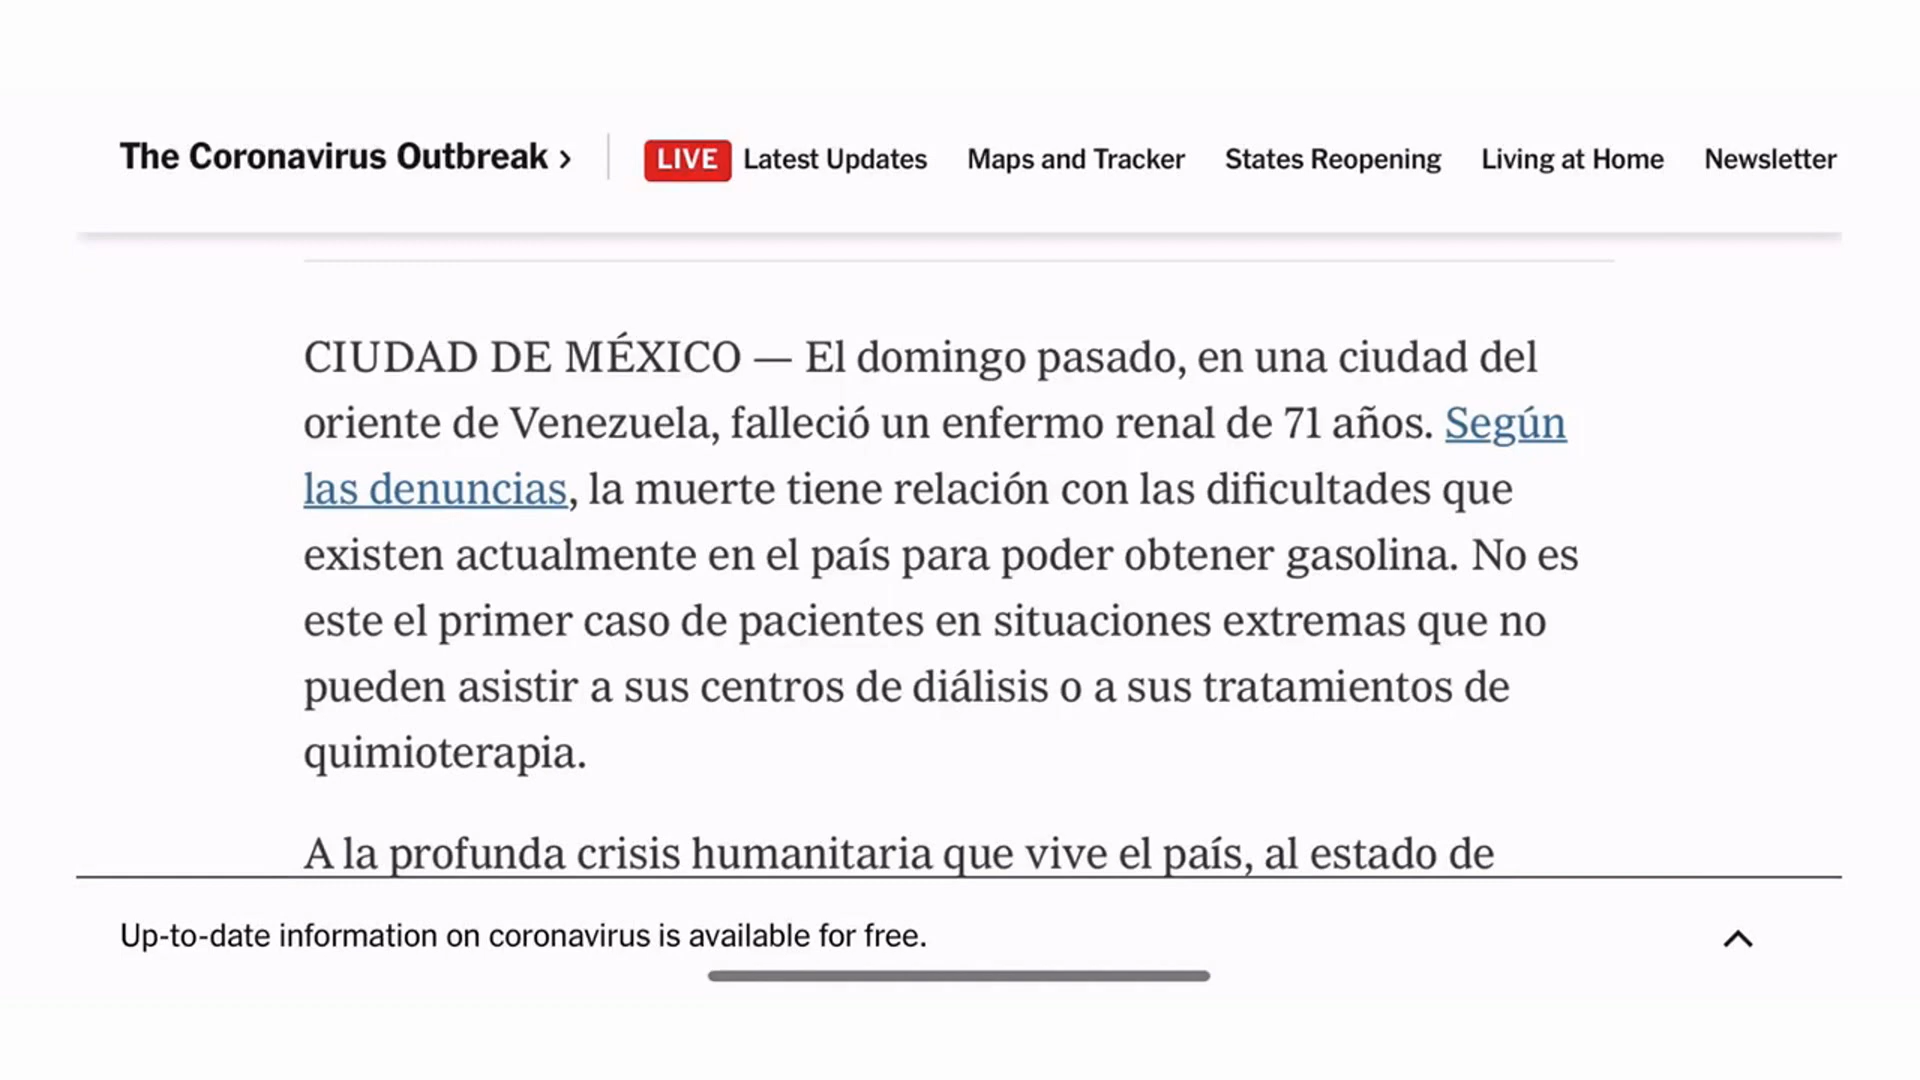 The Coronavirus Outbreak › LIVE Latest Updates Maps and Tracker States Reopening Living at Home Newsletter
CIUDAD DE MÉXICO — El domingo pasado, en una ciudad del
oriente de Venezuela, falleció un enfermo renal de 71 años. Según
las denuncias, la muerte tiene relación con las dificultades que
existen actualmente en el país para poder obtener gasolina. No es
este el primer caso de pacientes en situaciones extremas que no
pueden asistir a sus centros de diálisis o a sus tratamientos de
quimioterapia.
A la profunda crisis humanitaria que vive el país, al estado de
Up-to-date information on coronavirus is available for free.